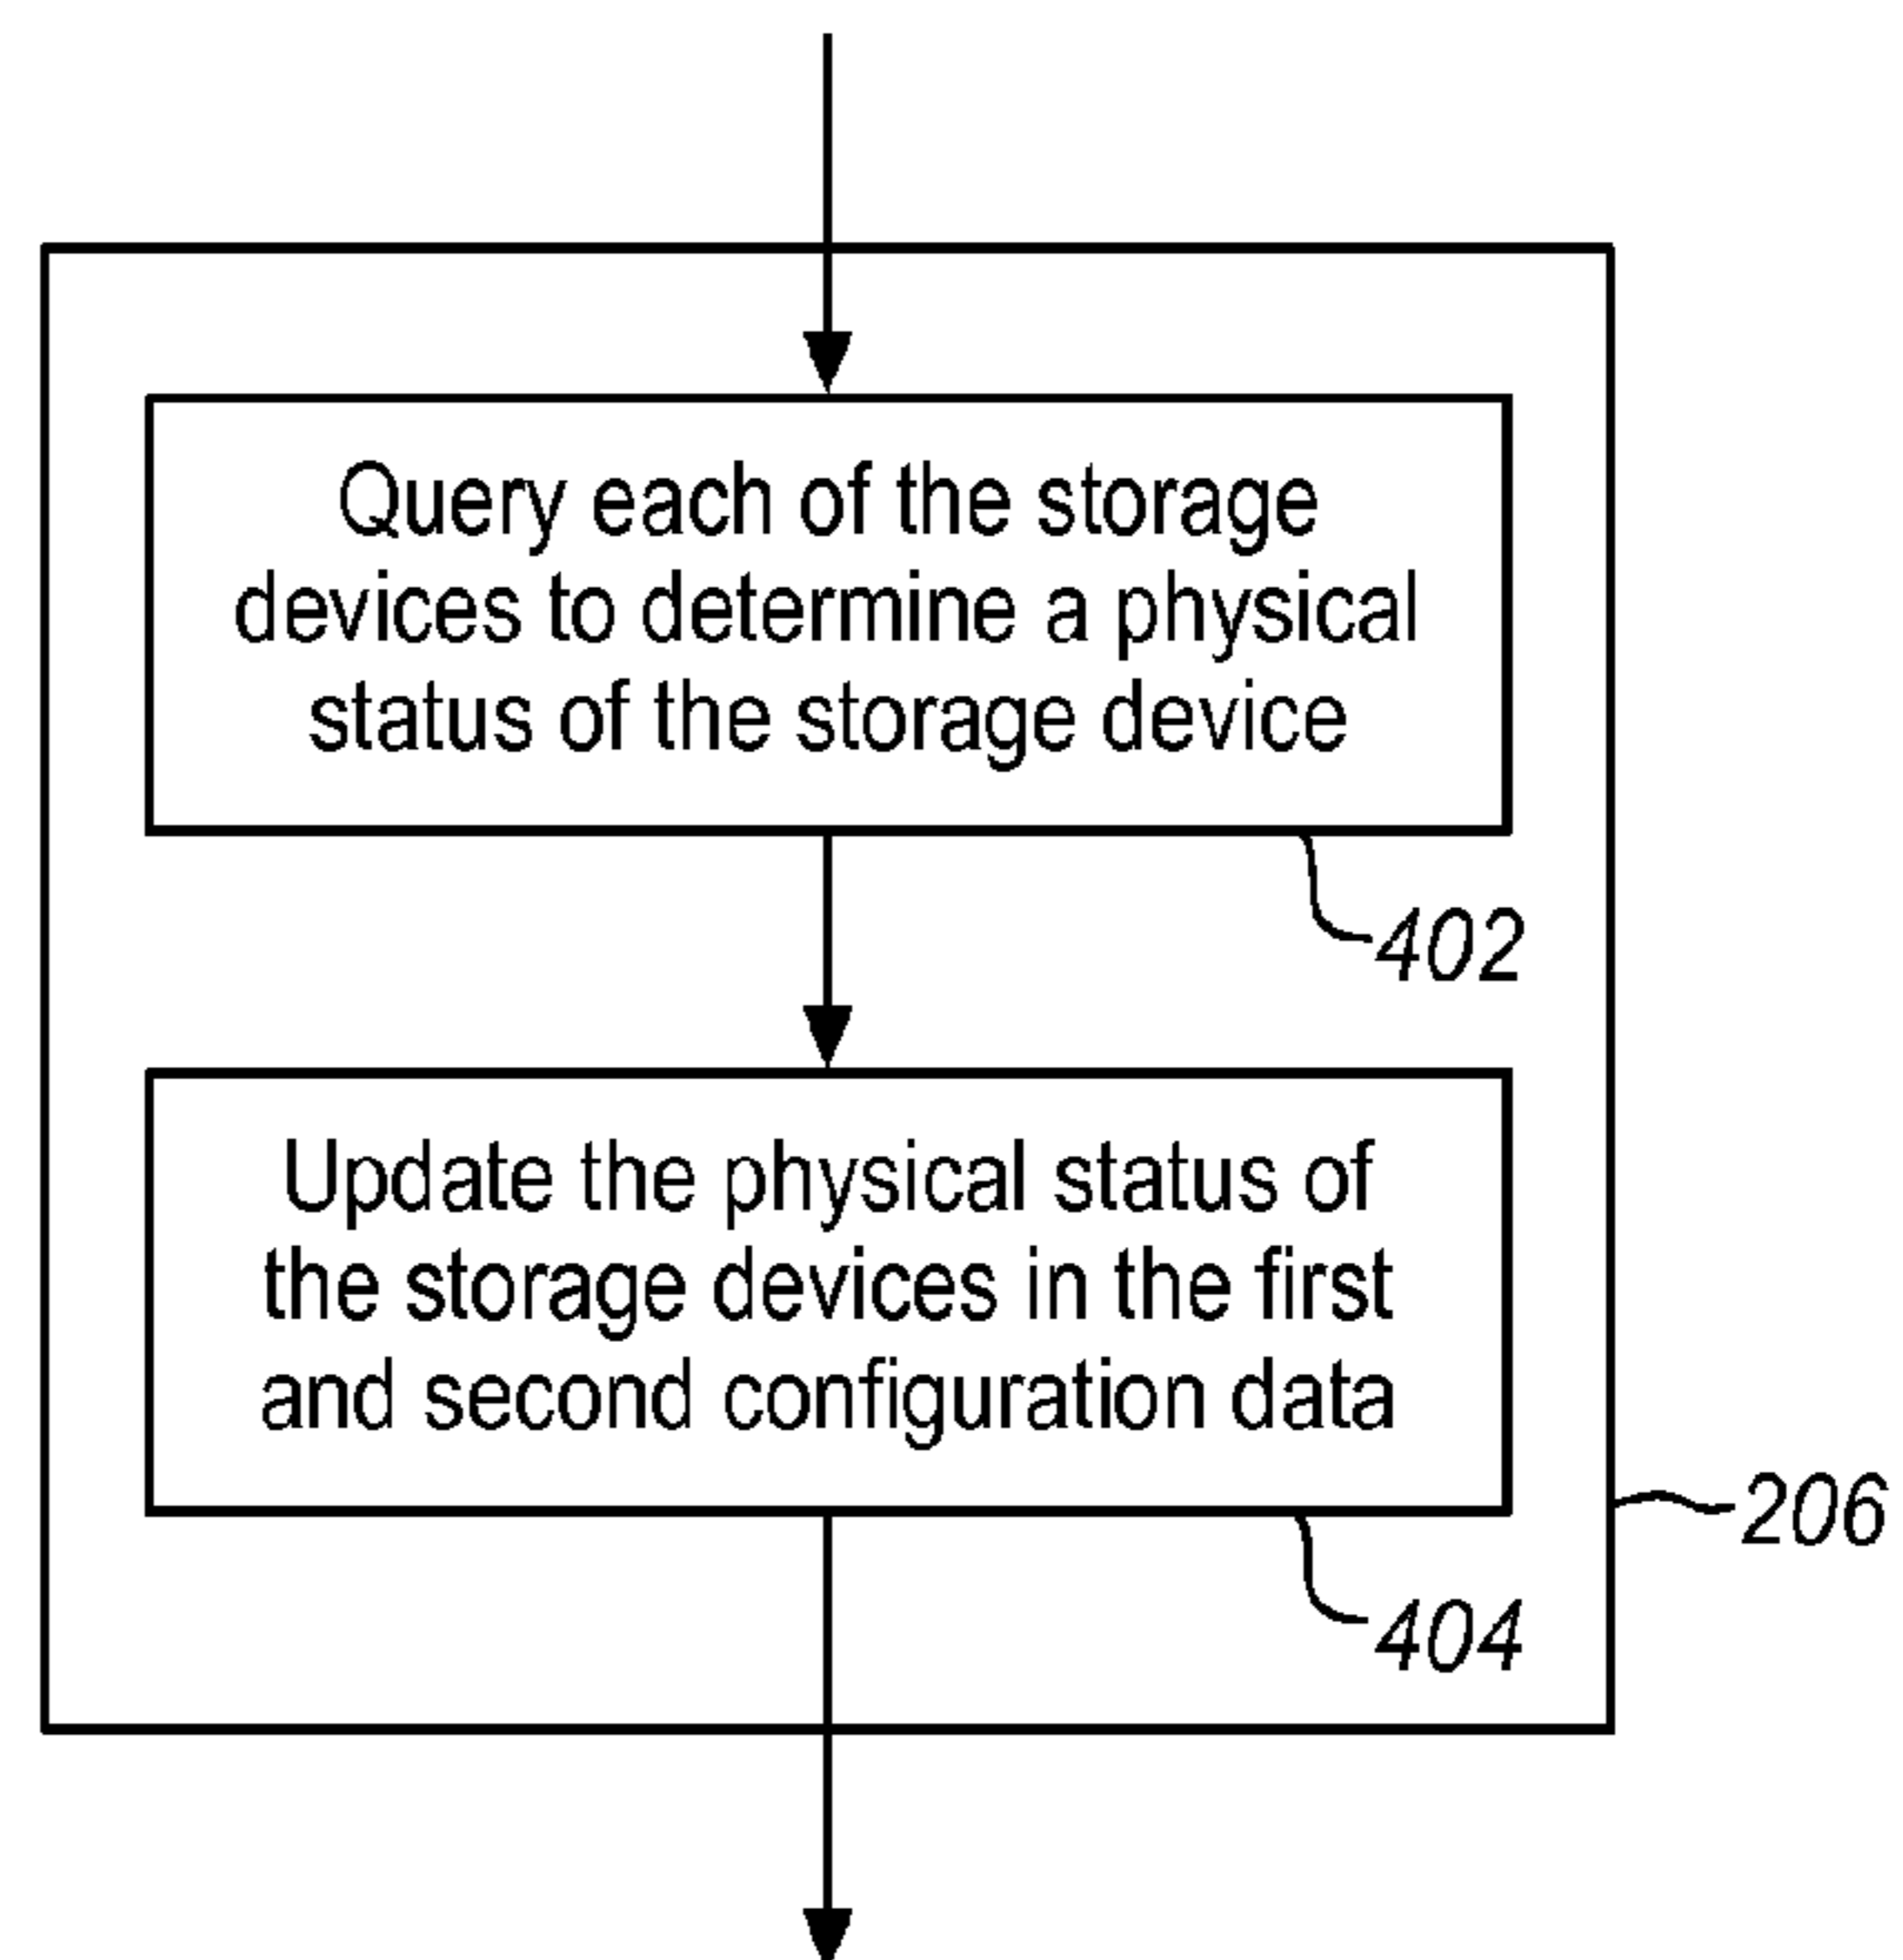 Query each of the storage
devices to determine a physical
status of the storage device
402
Update the physical status of
the storage devices in the first
and second configuration data
206
404